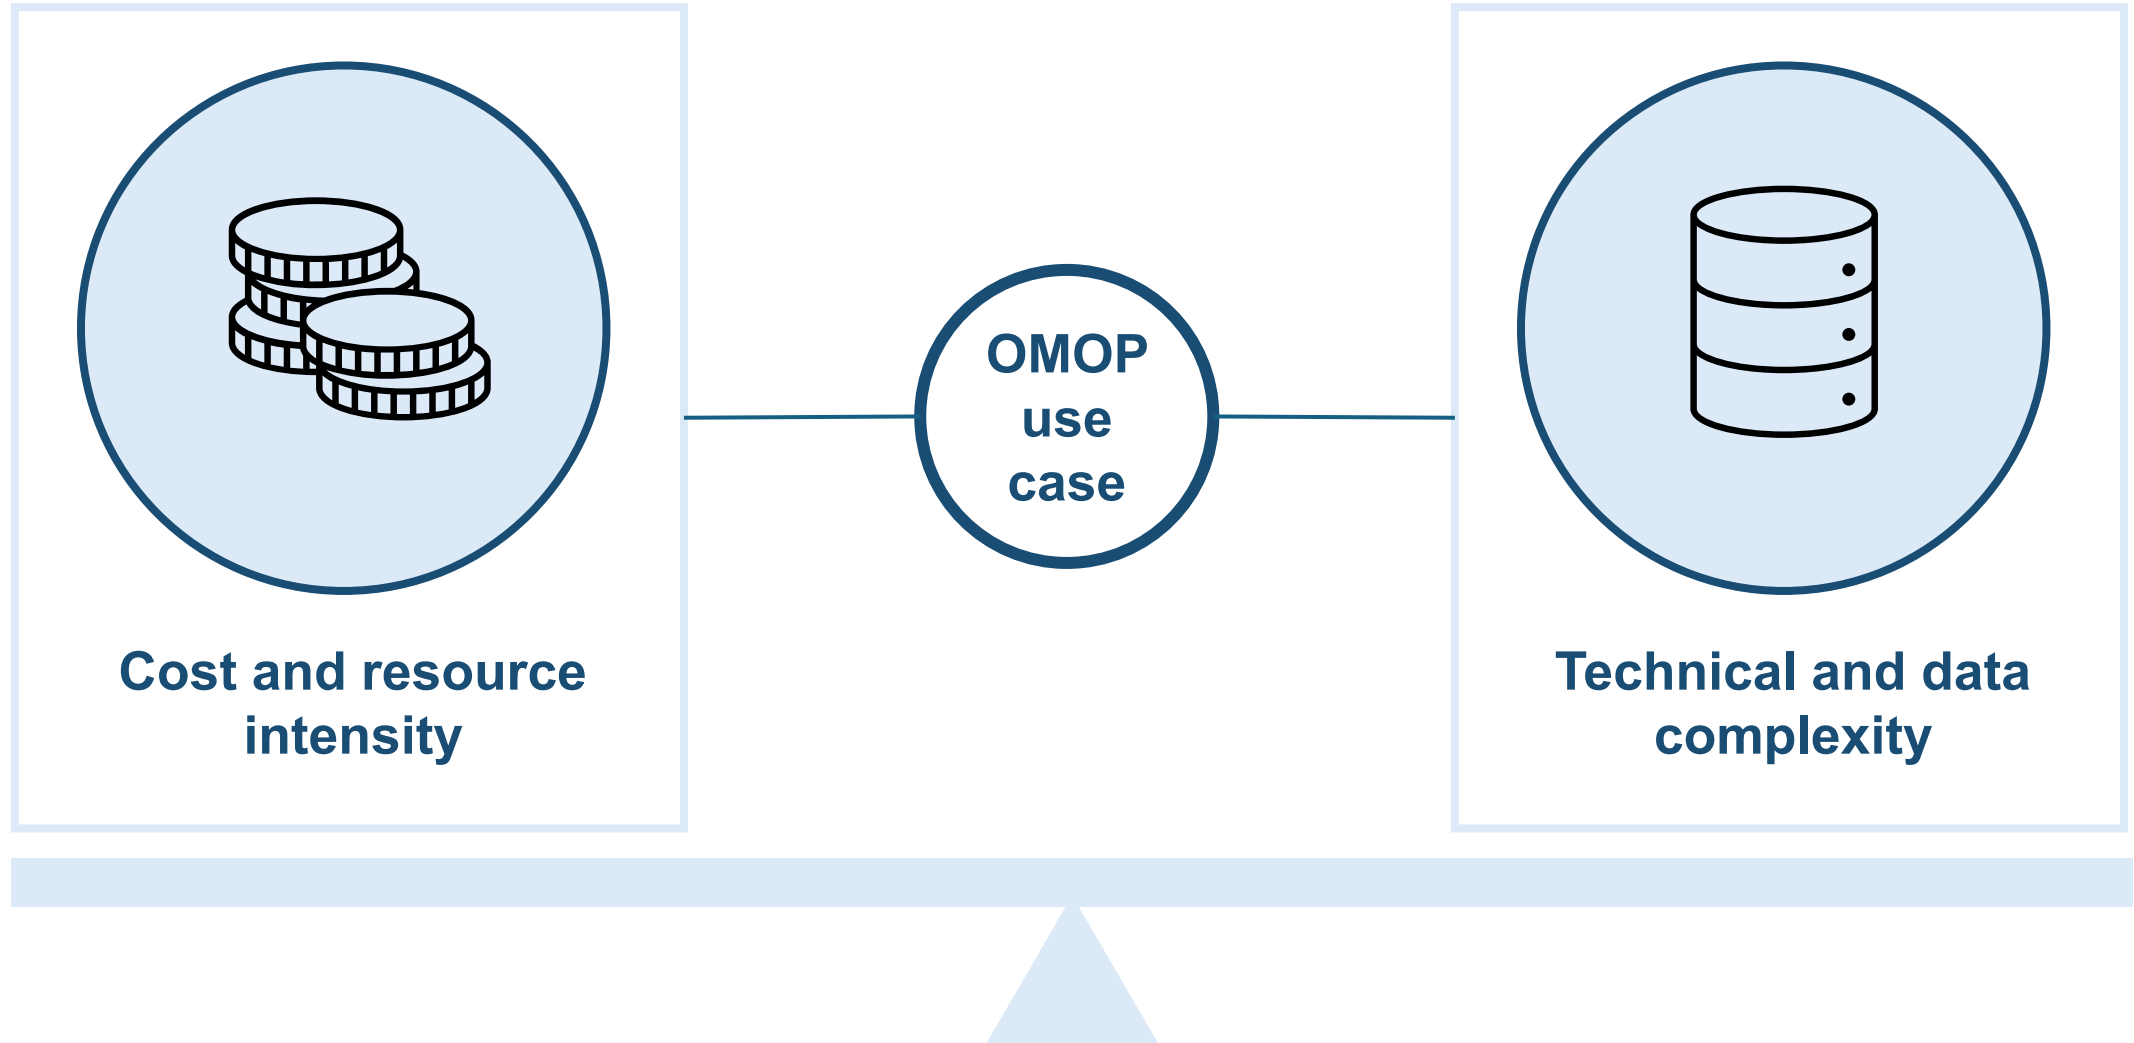 OMOP
use
case
Cost and resource
intensity
Technical and data
complexity